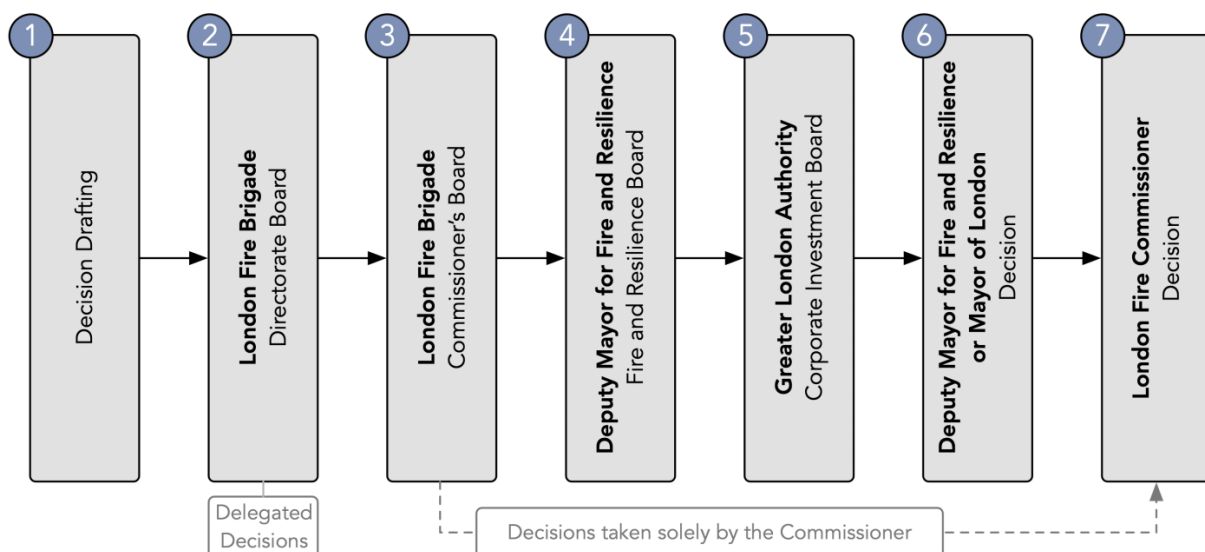 1
Decision Drafting
2
London Fire Brigade
Directorate Board
3
London Fire Brigade
Commissioner's Board
4
Deputy Mayor for Fire and Resilience
Fire and Resilience Board
5
Greater London Authority
Corporate Investment Board
6
Deputy Mayor for Fire and Resilience
or Mayor of London
Decision
7
London Fire Commissioner
Decision
Delegated
Decisions
Decisions taken solely by the Commissioner